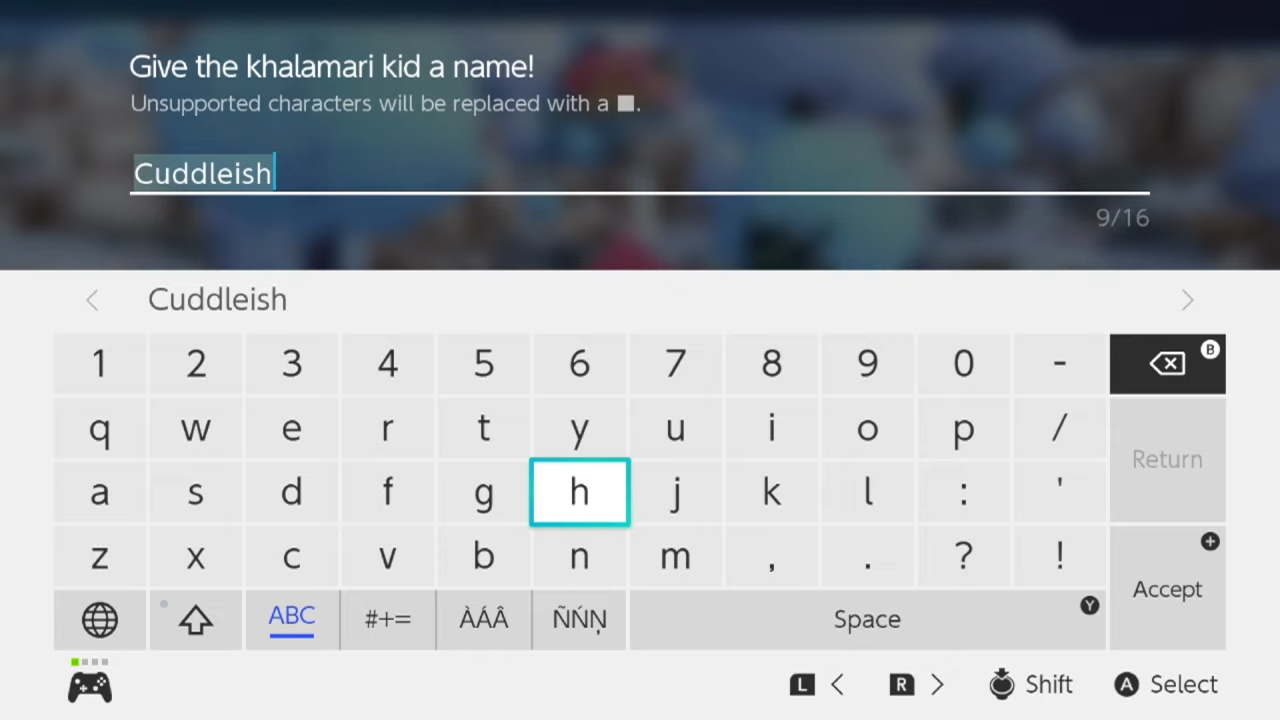 Give the khalamari kid a name!
Unsupported characters will be replaced with a ■.
Cuddleish
9/16
< Cuddleish >
1 2 3 4 5 6 7 8 9 0 - B
q w e r t y u i o p / Return
a s d f g h j k l : '
z x c v b n m , . ? ! + Accept
ABC #+= ÀÁÂ ÑŃŅ Space Y
L < R > Shift A Select